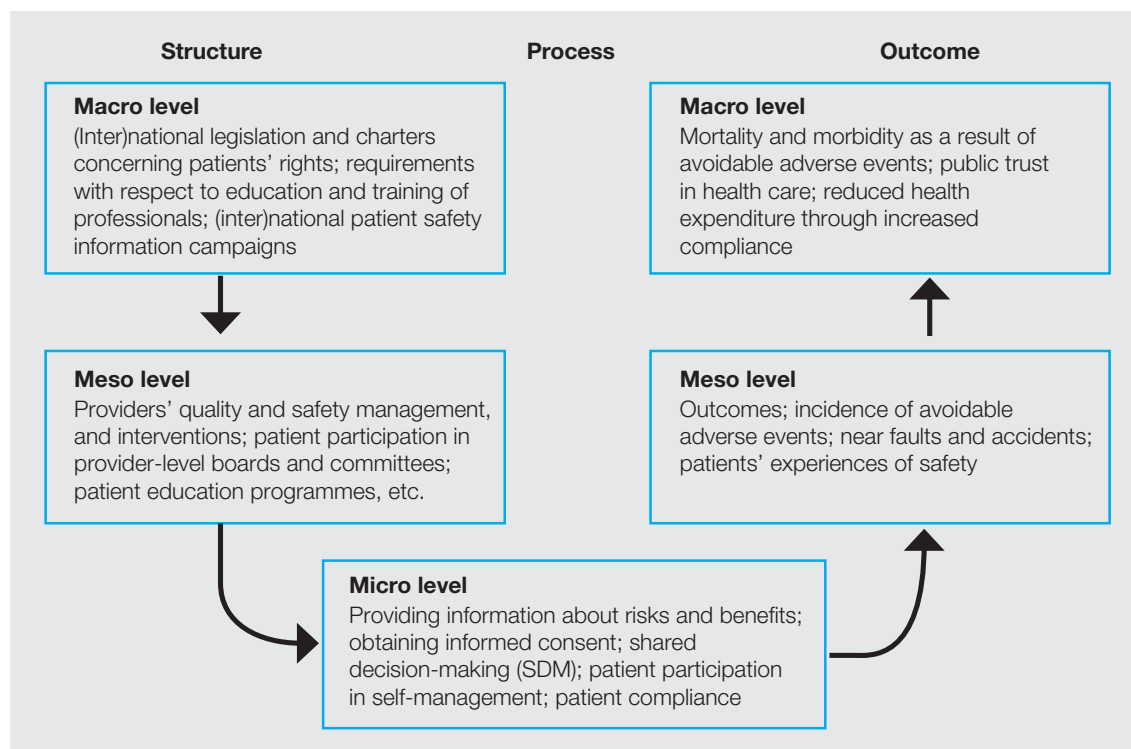 Structure
Process
Outcome
Macro level
(Inter)national legislation and charters
concerning patients’ rights; requirements
with respect to education and training of
professionals; (inter)national patient safety
information campaigns
Macro level
Mortality and morbidity as a result of
avoidable adverse events; public trust
in health care; reduced health
expenditure through increased
compliance
Meso level
Providers’ quality and safety management,
and interventions; patient participation in
provider-level boards and committees;
patient education programmes, etc.
Meso level
Outcomes; incidence of avoidable
adverse events; near faults and accidents;
patients’ experiences of safety
Micro level
Providing information about risks and benefits;
obtaining informed consent; shared
decision-making (SDM); patient participation
in self-management; patient compliance